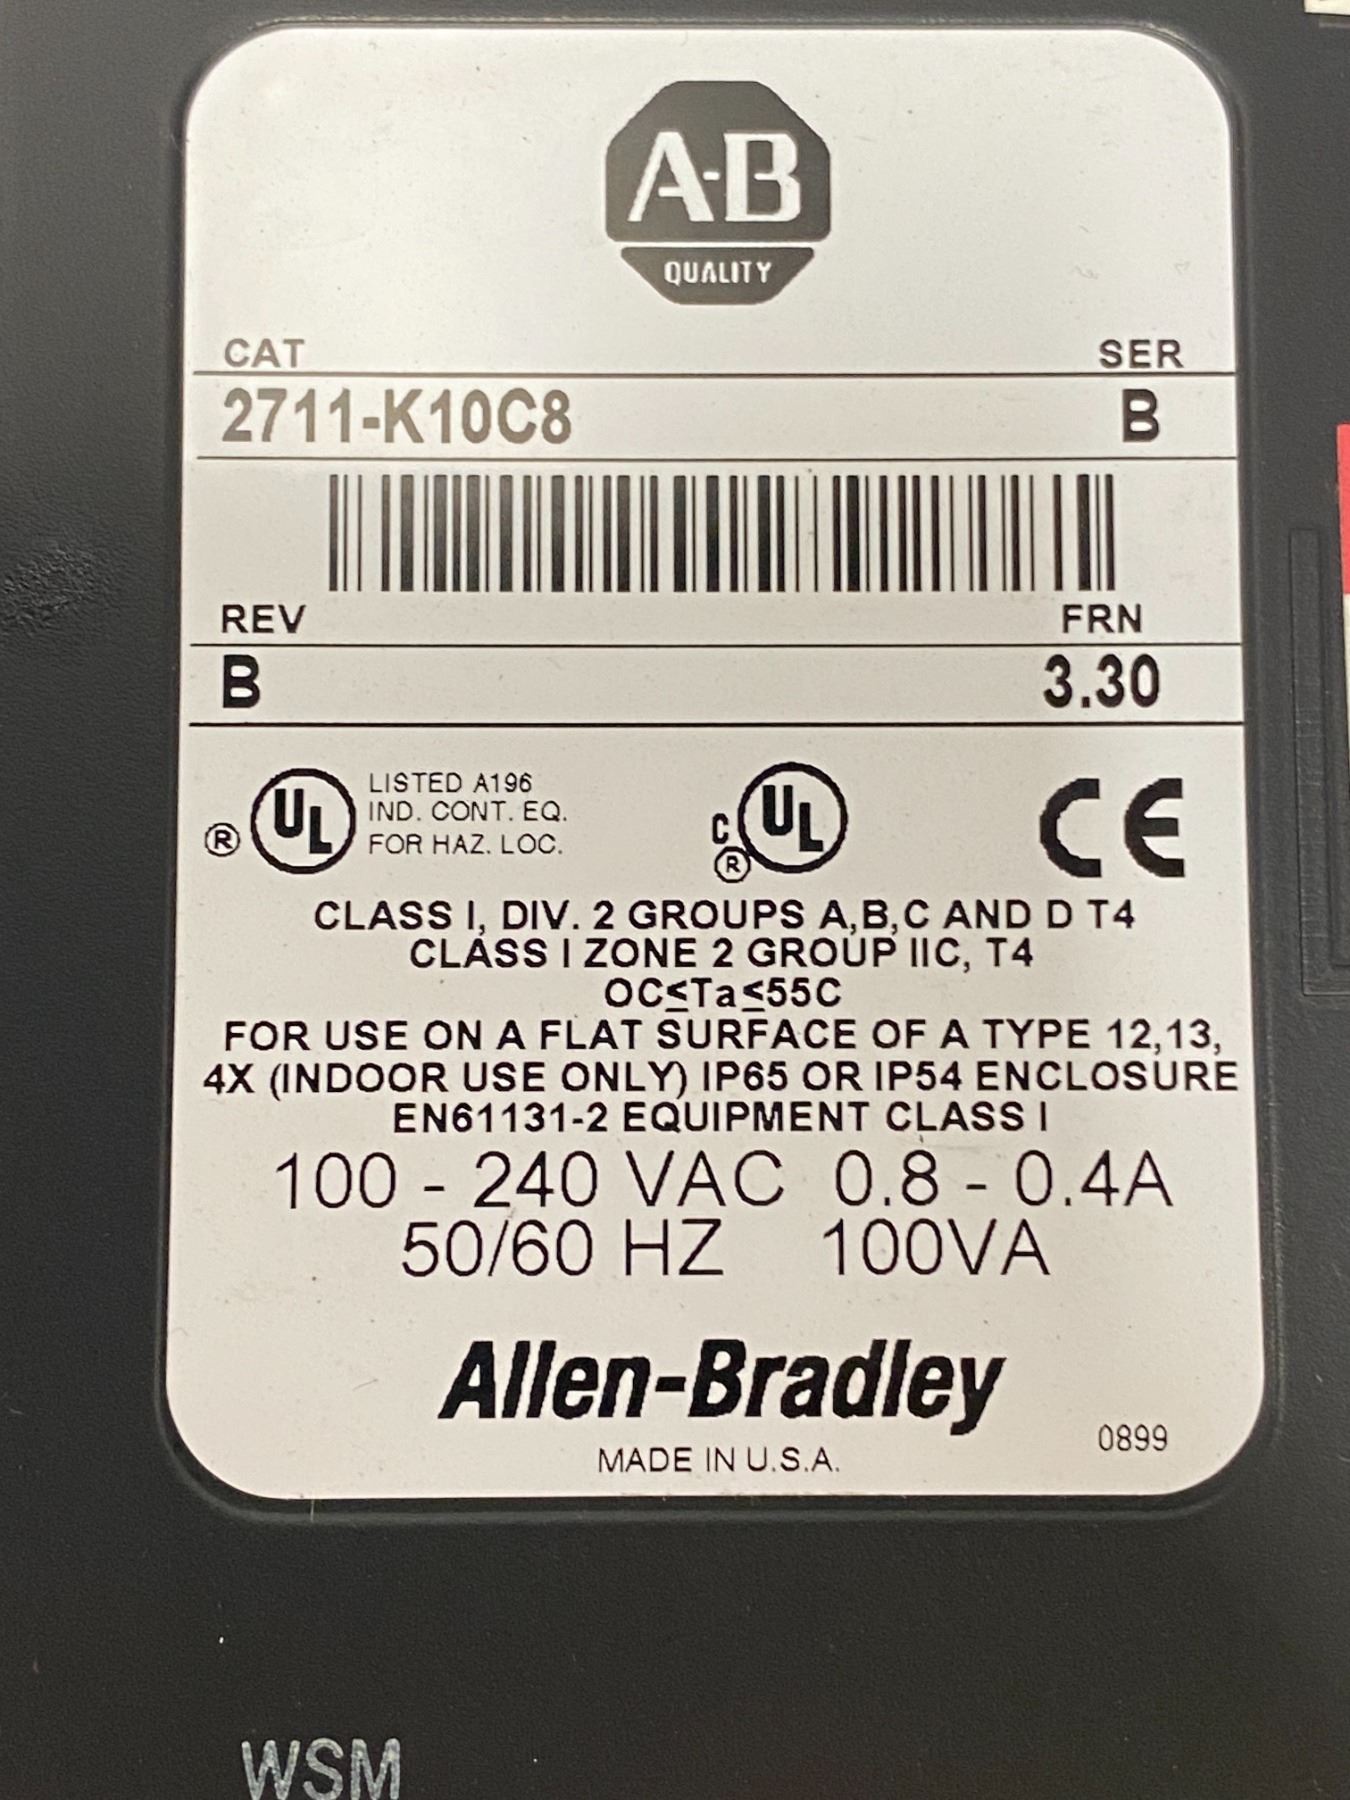 A-B
QUALITY
CAT SER
2711-K10C8 B
REV FRN
B 3.30
® UL LISTED A196
IND. CONT. EQ.
FOR HAZ. LOC.
C UL ®
CE
CLASS I, DIV. 2 GROUPS A,B,C AND D T4
CLASS I ZONE 2 GROUP IIC, T4
OC≤Ta≤55C
FOR USE ON A FLAT SURFACE OF A TYPE 12,13,
4X (INDOOR USE ONLY) IP65 OR IP54 ENCLOSURE
EN61131-2 EQUIPMENT CLASS I
100 - 240 VAC 0.8 - 0.4A
50/60 HZ 100VA
Allen-Bradley
MADE IN U.S.A. 0899
WSM